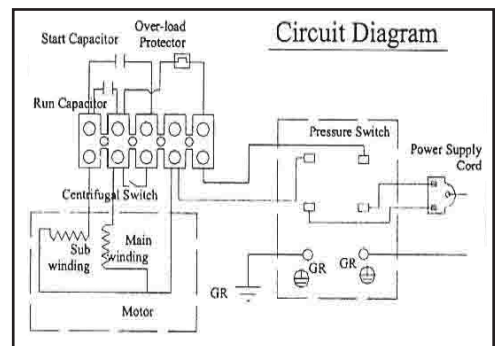 Circuit Diagram
Start Capacitor
Over-load
Protector
Run Capacitor
Pressure Switch
Power Supply
Cord
Centrifugal Switch
Sub
winding
Main
winding
Motor
GR
GR
GR